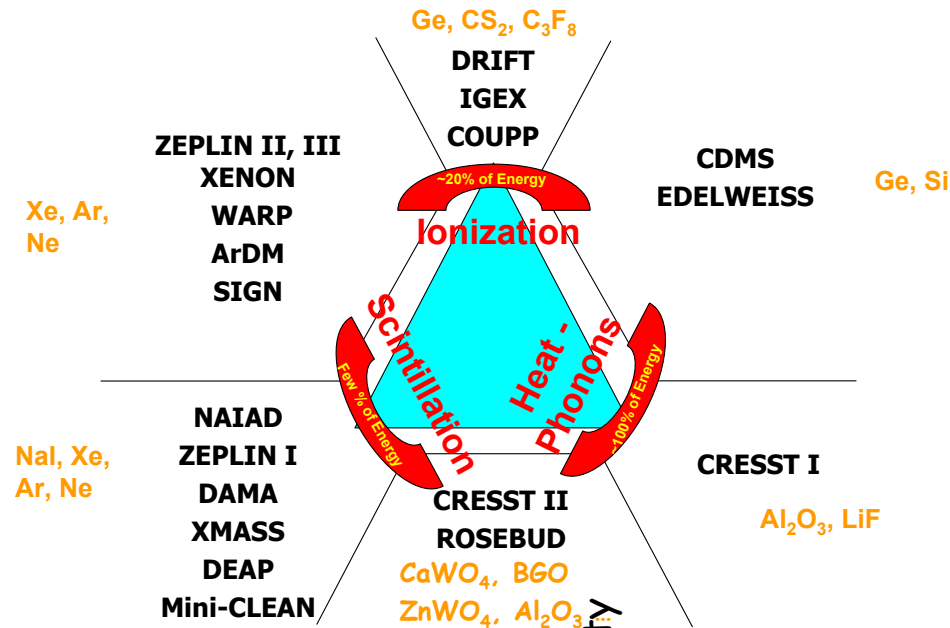 Ge, CS₂, C₃F₈
DRIFT
IGEX
COUPP
~20% of Energy
Ionization
ZEPLIN II, III
XENON
WARP
ArDM
SIGN
Xe, Ar,
Ne
CDMS
EDELWEISS
Ge, Si
Scintillation
Few % of Energy
Heat -
Phonons
~100% of Energy
NAIAD
ZEPLIN I
DAMA
XMASS
DEAP
Mini-CLEAN
NaI, Xe,
Ar, Ne
CRESST II
ROSEBUD
CaWO₄, BGO
ZnWO₄, Al₂O₃ ...
ty
CRESST I
Al₂O₃, LiF